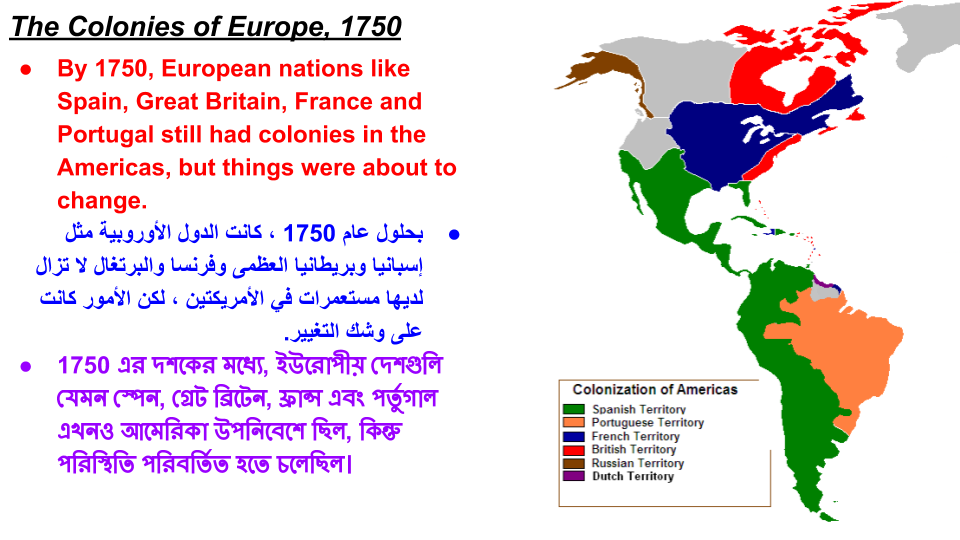 The Colonies of Europe, 1750
● By 1750, European nations like
Spain, Great Britain, France and
Portugal still had colonies in the
Americas, but things were about to
change.
● بحلول عام 1750 ، كانت الدول الأوروبية مثل
إسبانيا وبريطانيا العظمى وفرنسا والبرتغال لا تزال
لديها مستعمرات في الأمريكتين ، لكن الأمور كانت
على وشك التغيير.
● 1750 এর দশকের মধ্যে, ইউরোপীয় দেশগুলি
যেমন স্পেন, গ্রেট ব্রিটেন, ফ্রান্স এবং পর্তুগাল
এখনও আমেরিকা উপনিবেশে ছিল, কিন্তু
পরিস্থিতি পরিবর্তিত হতে চলেছিল।
Colonization of Americas
Spanish Territory
Portuguese Territory
French Territory
British Territory
Russian Territory
Dutch Territory